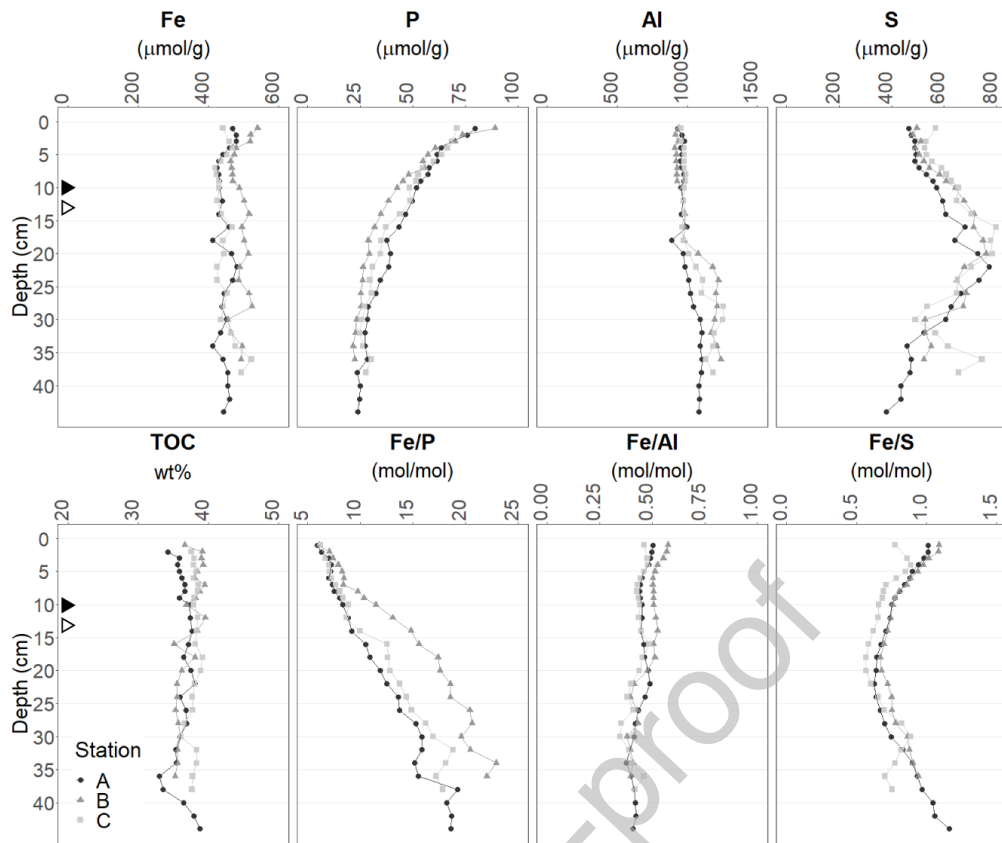 Fe P Al S
(μmol/g) (μmol/g) (μmol/g) (μmol/g)
0 200 400 600 25 50 75 100 0 500 1000 1500 0 200 400 600 800
Depth (cm)
0
5
10
15
20
25
30
35
40
TOC Fe/P Fe/Al Fe/S
wt% (mol/mol) (mol/mol) (mol/mol)
20 30 40 50 5 10 15 20 25 0.00 0.25 0.50 0.75 1.00 0.0 0.5 1.0 1.5
Depth (cm)
0
5
10
15
20
25
30
35
40
Station
A
B
C
proof